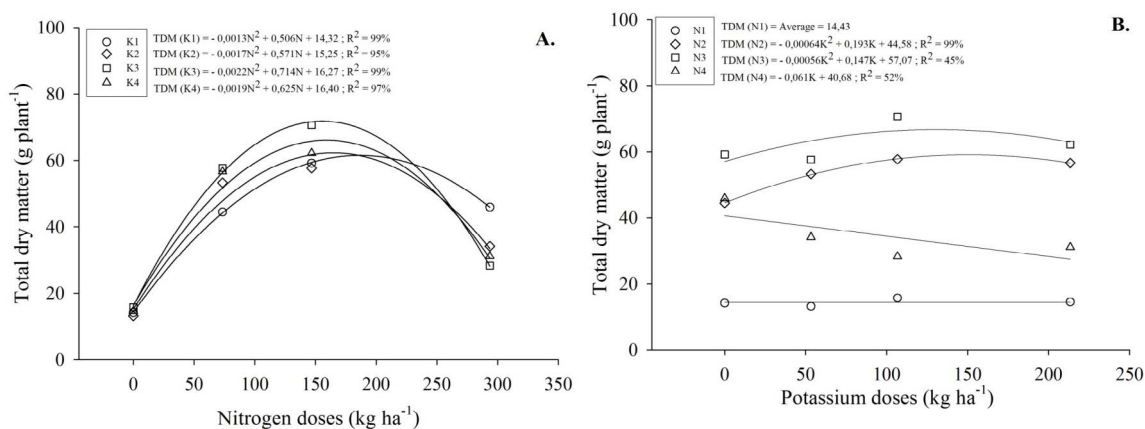 A.
K1 TDM (K1) = - 0,0013N² + 0,506N + 14,32 ; R² = 99%
K2 TDM (K2) = - 0,0017N² + 0,571N + 15,25 ; R² = 95%
K3 TDM (K3) = - 0,0022N² + 0,714N + 16,27 ; R² = 99%
K4 TDM (K4) = - 0,0019N² + 0,625N + 16,40 ; R² = 97%
Total dry matter (g plant⁻¹)
100
80
60
40
20
0
0 50 100 150 200 250 300 350
Nitrogen doses (kg ha⁻¹)
B.
N1 TDM (N1) = Average = 14,43
N2 TDM (N2) = - 0,00064K² + 0,193K + 44,58 ; R² = 99%
N3 TDM (N3) = - 0,00056K² + 0,147K + 57,07 ; R² = 45%
N4 TDM (N4) = -0,061K + 40,68 ; R² = 52%
Total dry matter (g plant⁻¹)
100
80
60
40
20
0
0 50 100 150 200 250
Potassium doses (kg ha⁻¹)